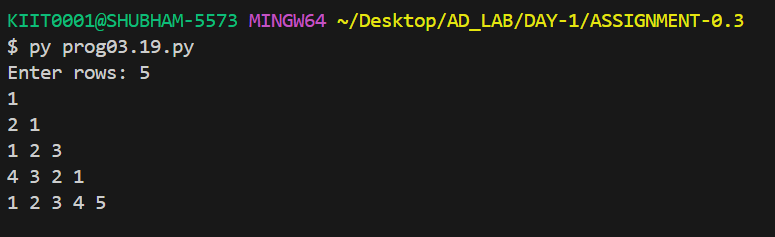 KIIT0001@SHUBHAM-5573 MINGW64 ~/Desktop/AD_LAB/DAY-1/ASSIGNMENT-0.3
$ py prog03.19.py
Enter rows: 5
1
2 1
1 2 3
4 3 2 1
1 2 3 4 5